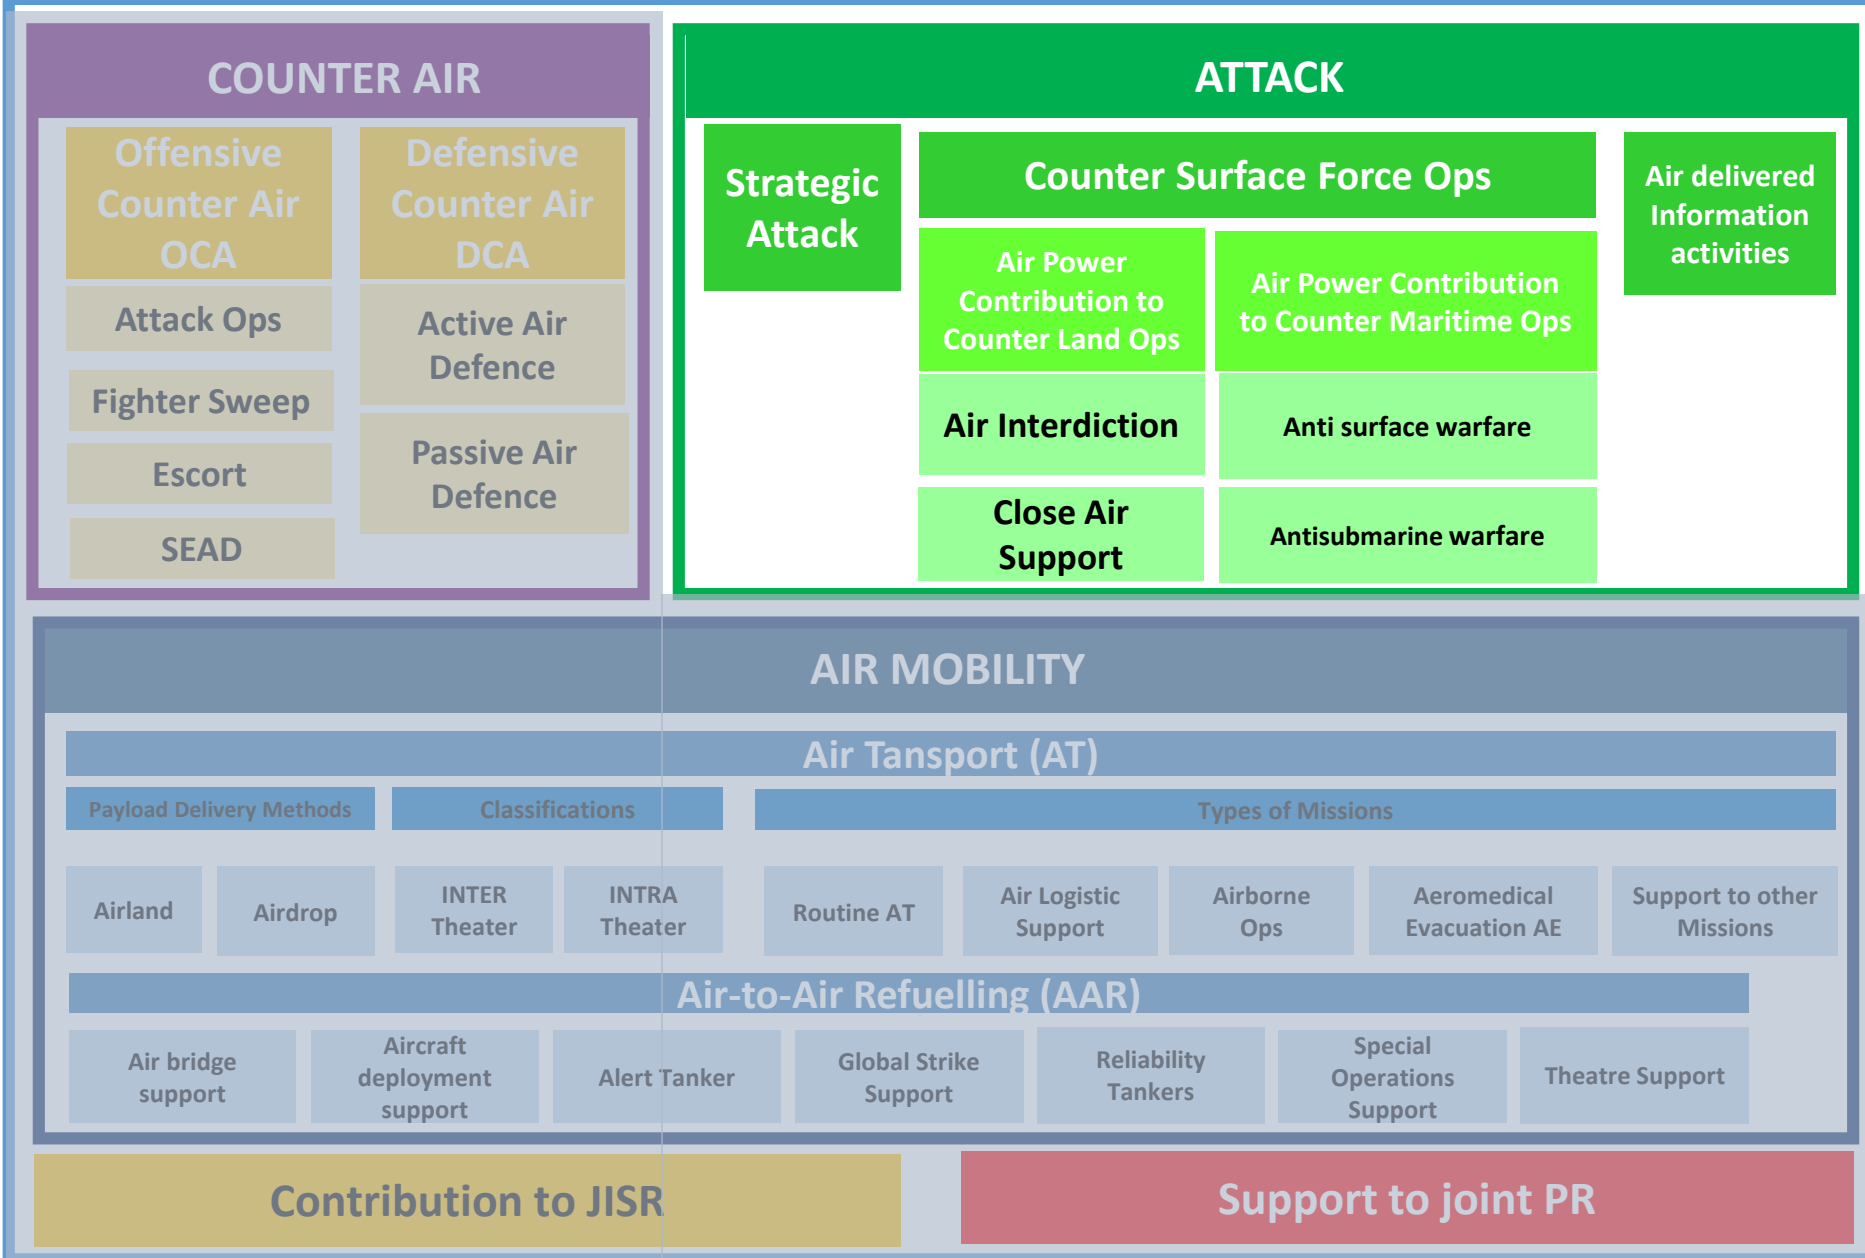 COUNTER AIR
Offensive
Counter Air
OCA
Attack Ops
Fighter Sweep
Escort
SEAD
Defensive
Counter Air
DCA
Active Air
Defence
Passive Air
Defence
ATTACK
Strategic
Attack
Counter Surface Force Ops
Air Power
Contribution to
Counter Land Ops
Air Interdiction
Close Air
Support
Air Power Contribution
to Counter Maritime Ops
Anti surface warfare
Antisubmarine warfare
Air delivered
Information
activities
AIR MOBILITY
Air Tansport (AT)
Payload Delivery Methods
Classifications
Types of Missions
Airland
Airdrop
INTER
Theater
INTRA
Theater
Routine AT
Air Logistic
Support
Airborne
Ops
Aeromedical
Evacuation AE
Support to other
Missions
Air-to-Air Refuelling (AAR)
Air bridge
support
Aircraft
deployment
support
Alert Tanker
Global Strike
Support
Reliability
Tankers
Special
Operations
Support
Theatre Support
Contribution to JISR
Support to joint PR